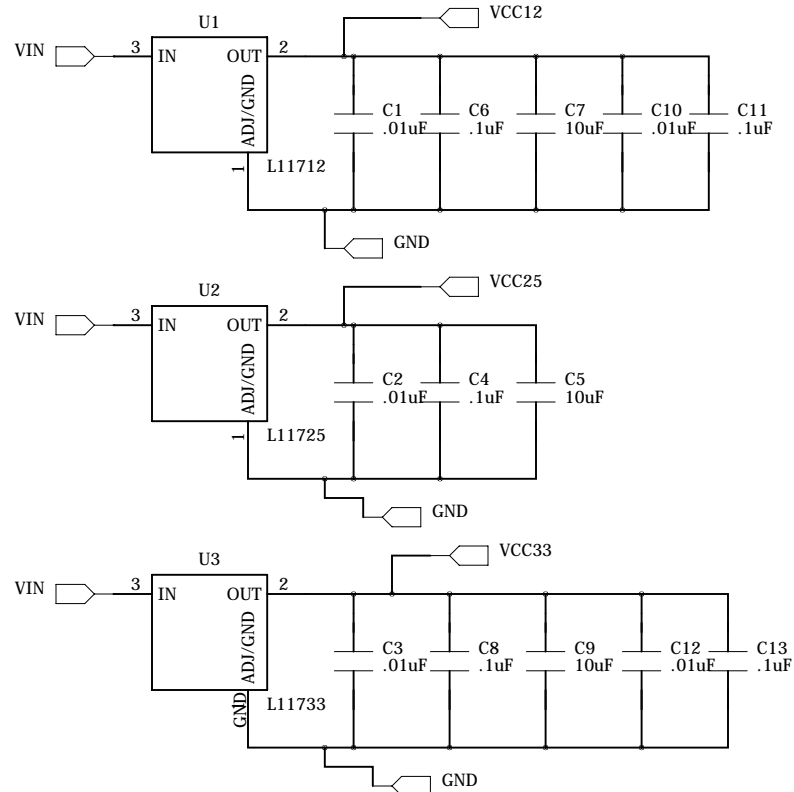 U1
VCC12
VIN
3
IN
OUT
2
ADJ/GND
1
L11712
C1
.01uF
C6
.1uF
C7
10uF
C10
.01uF
C11
.1uF
GND
U2
VCC25
VIN
3
IN
OUT
2
ADJ/GND
1
L11725
C2
.01uF
C4
.1uF
C5
10uF
GND
U3
VCC33
VIN
3
IN
OUT
2
ADJ/GND
GND
L11733
C3
.01uF
C8
.1uF
C9
10uF
C12
.01uF
C13
.1uF
GND